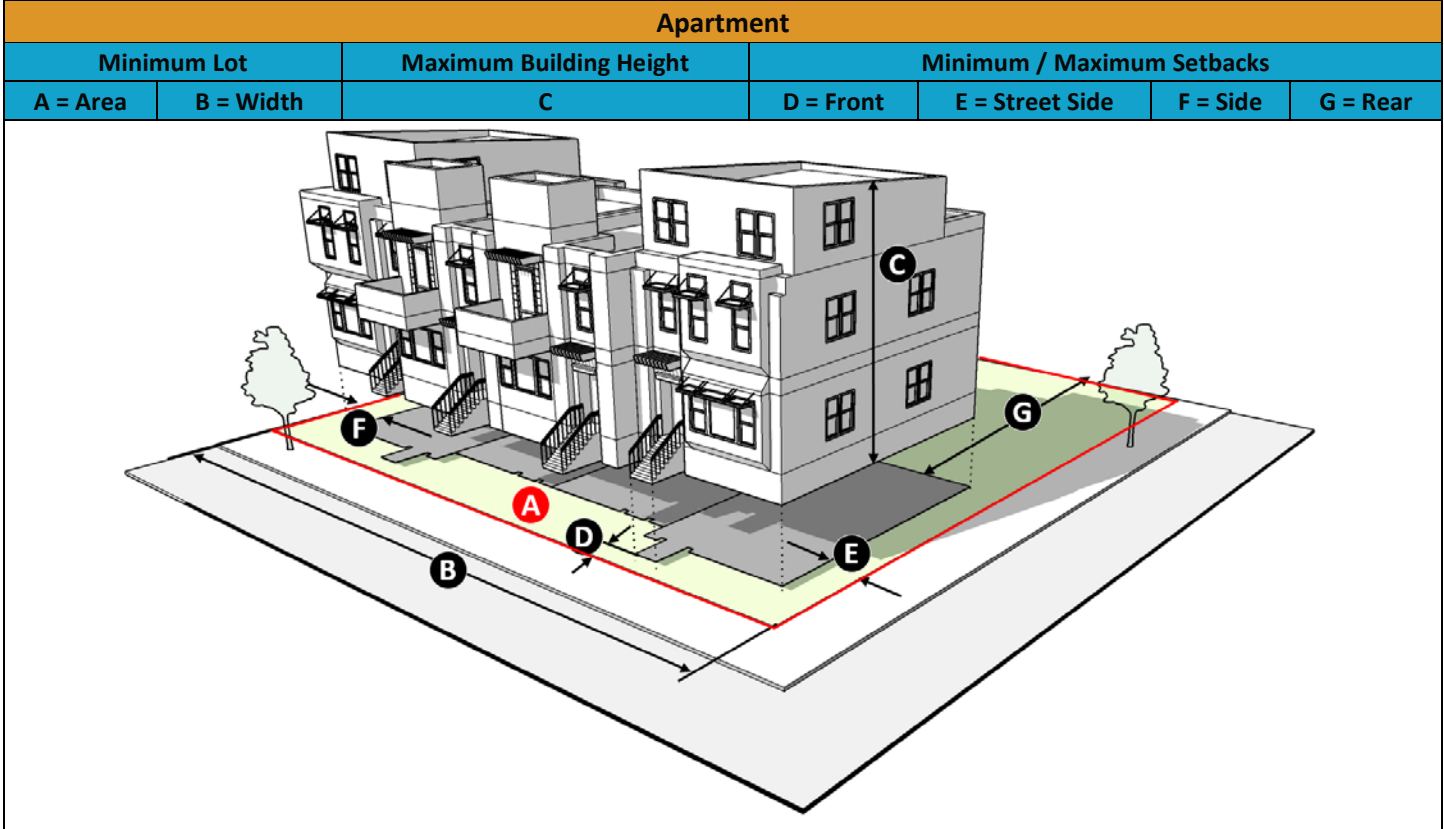 Apartment
Minimum Lot Maximum Building Height Minimum / Maximum Setbacks
A = Area B = Width C D = Front E = Street Side F = Side G = Rear
C
G
F
A
D
E
B